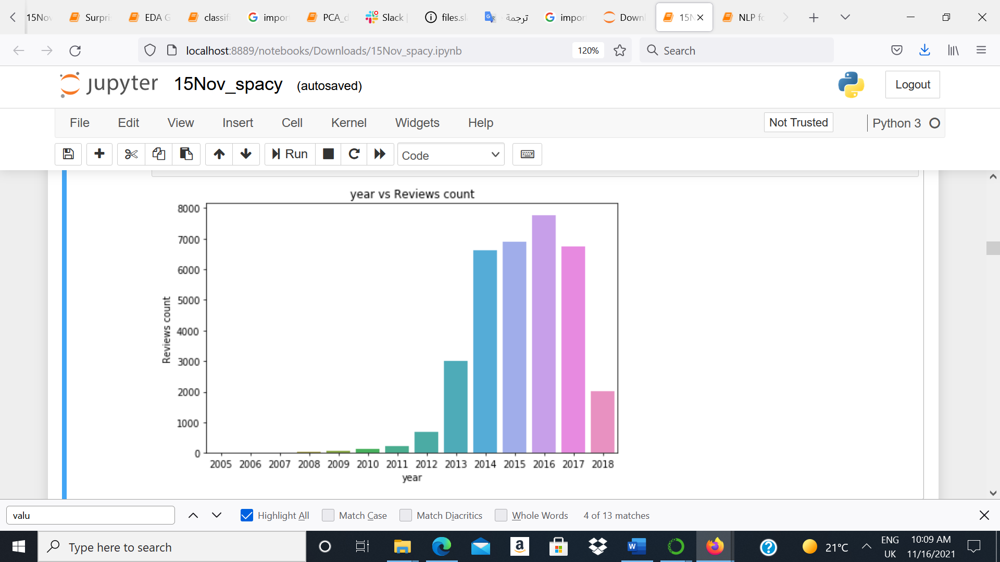 15Nov
Surpri
EDA G
classifi
impor
PCA_d
Slack
files.sl
ترجمة
impor
Downl
15N
NLP fo
localhost:8889/notebooks/Downloads/15Nov_spacy.ipynb
120%
Search
jupyter
15Nov_spacy (autosaved)
Logout
File Edit View Insert Cell Kernel Widgets Help
Not Trusted
Python 3
Run
Code
year vs Reviews count
8000
7000
6000
5000
4000
3000
2000
1000
0
Reviews count
2005 2006 2007 2008 2009 2010 2011 2012 2013 2014 2015 2016 2017 2018
year
valu
Highlight All
Match Case
Match Diacritics
Whole Words
4 of 13 matches
Type here to search
a
W
?
21°C
ENG
UK
10:09 AM
11/16/2021